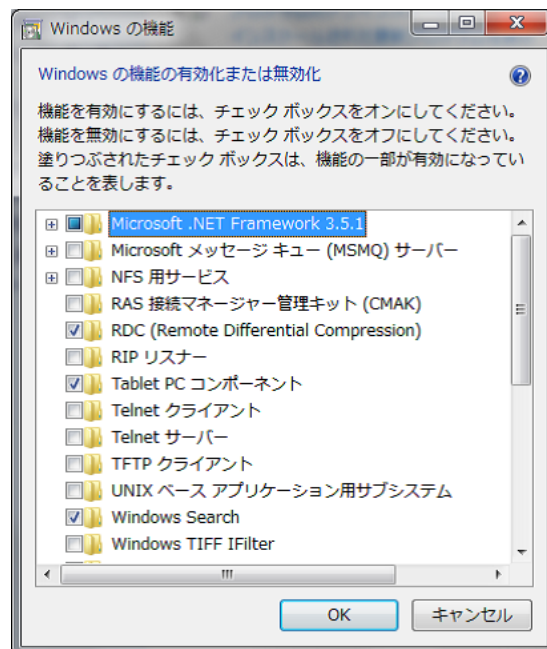 Windows の機能
Windows の機能の有効化または無効化
機能を有効にするには、チェック ボックスをオンにしてください。
機能を無効にするには、チェック ボックスをオフにしてください。
塗りつぶされたチェック ボックスは、機能の一部が有効になってい
ることを表します。
Microsoft .NET Framework 3.5.1
Microsoft メッセージ キュー (MSMQ) サーバー
NFS 用サービス
RAS 接続マネージャー管理キット (CMAK)
RDC (Remote Differential Compression)
RIP リスナー
Tablet PC コンポーネント
Telnet クライアント
Telnet サーバー
TFTP クライアント
UNIX ベース アプリケーション用サブシステム
Windows Search
Windows TIFF IFilter
OK
キャンセル